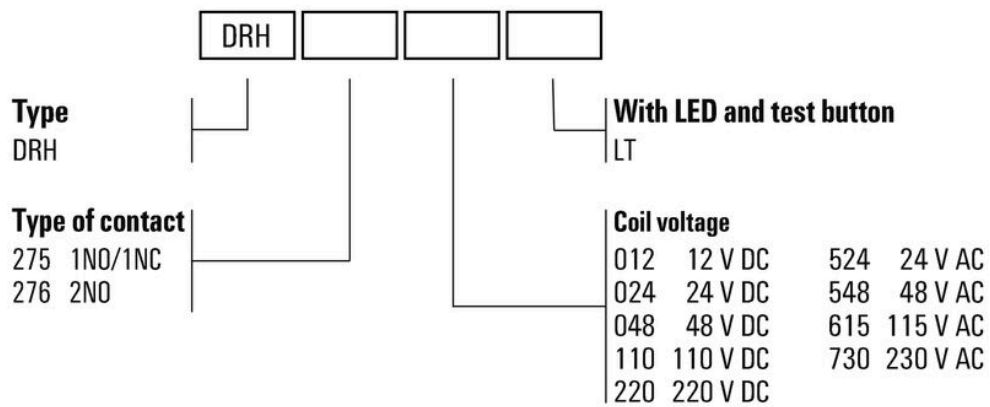 DRH
Type
DRH
With LED and test button
LT
Type of contact
275 1NO/1NC
276 2NO
Coil voltage
012 12 V DC 524 24 V AC
024 24 V DC 548 48 V AC
048 48 V DC 615 115 V AC
110 110 V DC 730 230 V AC
220 220 V DC